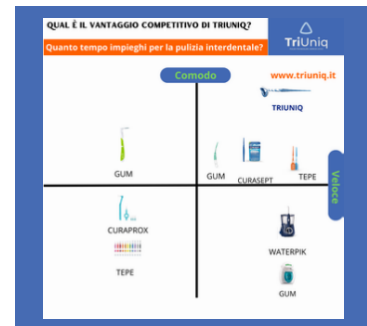 QUAL È IL VANTAGGIO COMPETITIVO DI TRIUNIQ?
TriUniq
Quanto tempo impieghi per la pulizia interdentale?
Comodo
www.triuniq.it
TRIUNIQ
GUM
GUM
CURASEPT
TEPE
Veloce
CURAPROX
TEPE
WATERPIK
GUM